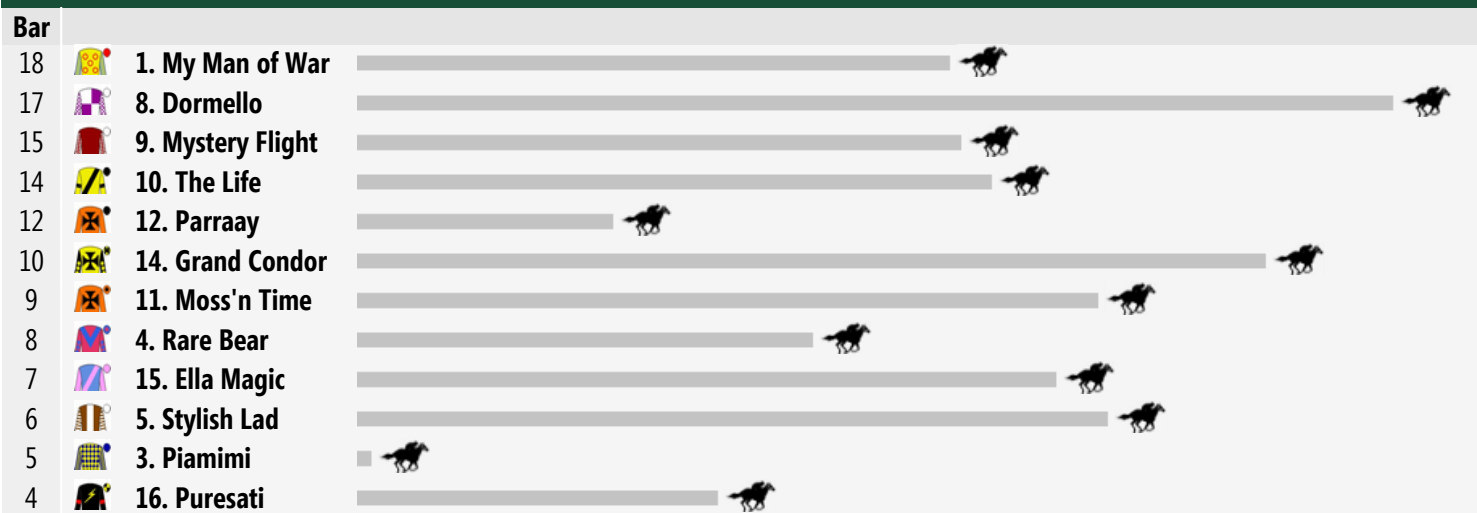 Bar
18 1. My Man of War
17 8. Dormello
15 9. Mystery Flight
14 10. The Life
12 12. Parraay
10 14. Grand Condor
9 11. Moss'n Time
8 4. Rare Bear
7 15. Ella Magic
6 5. Stylish Lad
5 3. Piamimi
4 16. Puresati